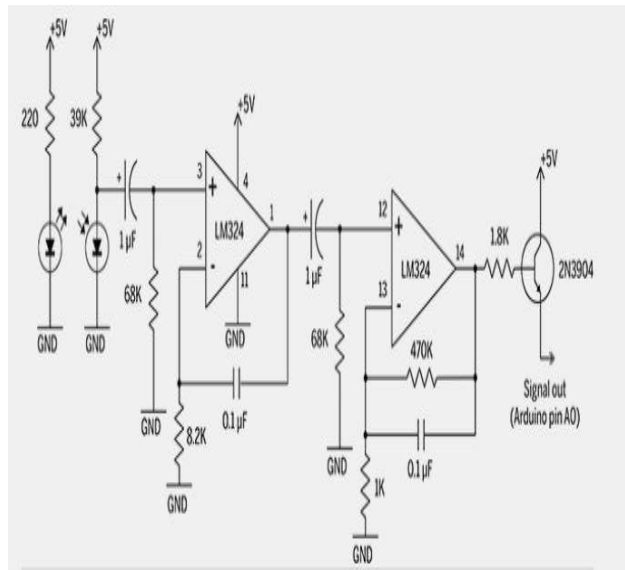 +5V
+5V
220
39K
+5V
+5V
+
3
+
4
1 µF
LM324
1
+
12
+
1.8K
2N3904
2
-
11
1 µF
LM324
14
68K
13
-
GND
GND
GND
68K
470K
Signal out
(Arduino pin A0)
0.1 µF
GND
8.2K
0.1 µF
GND
1K
GND
GND